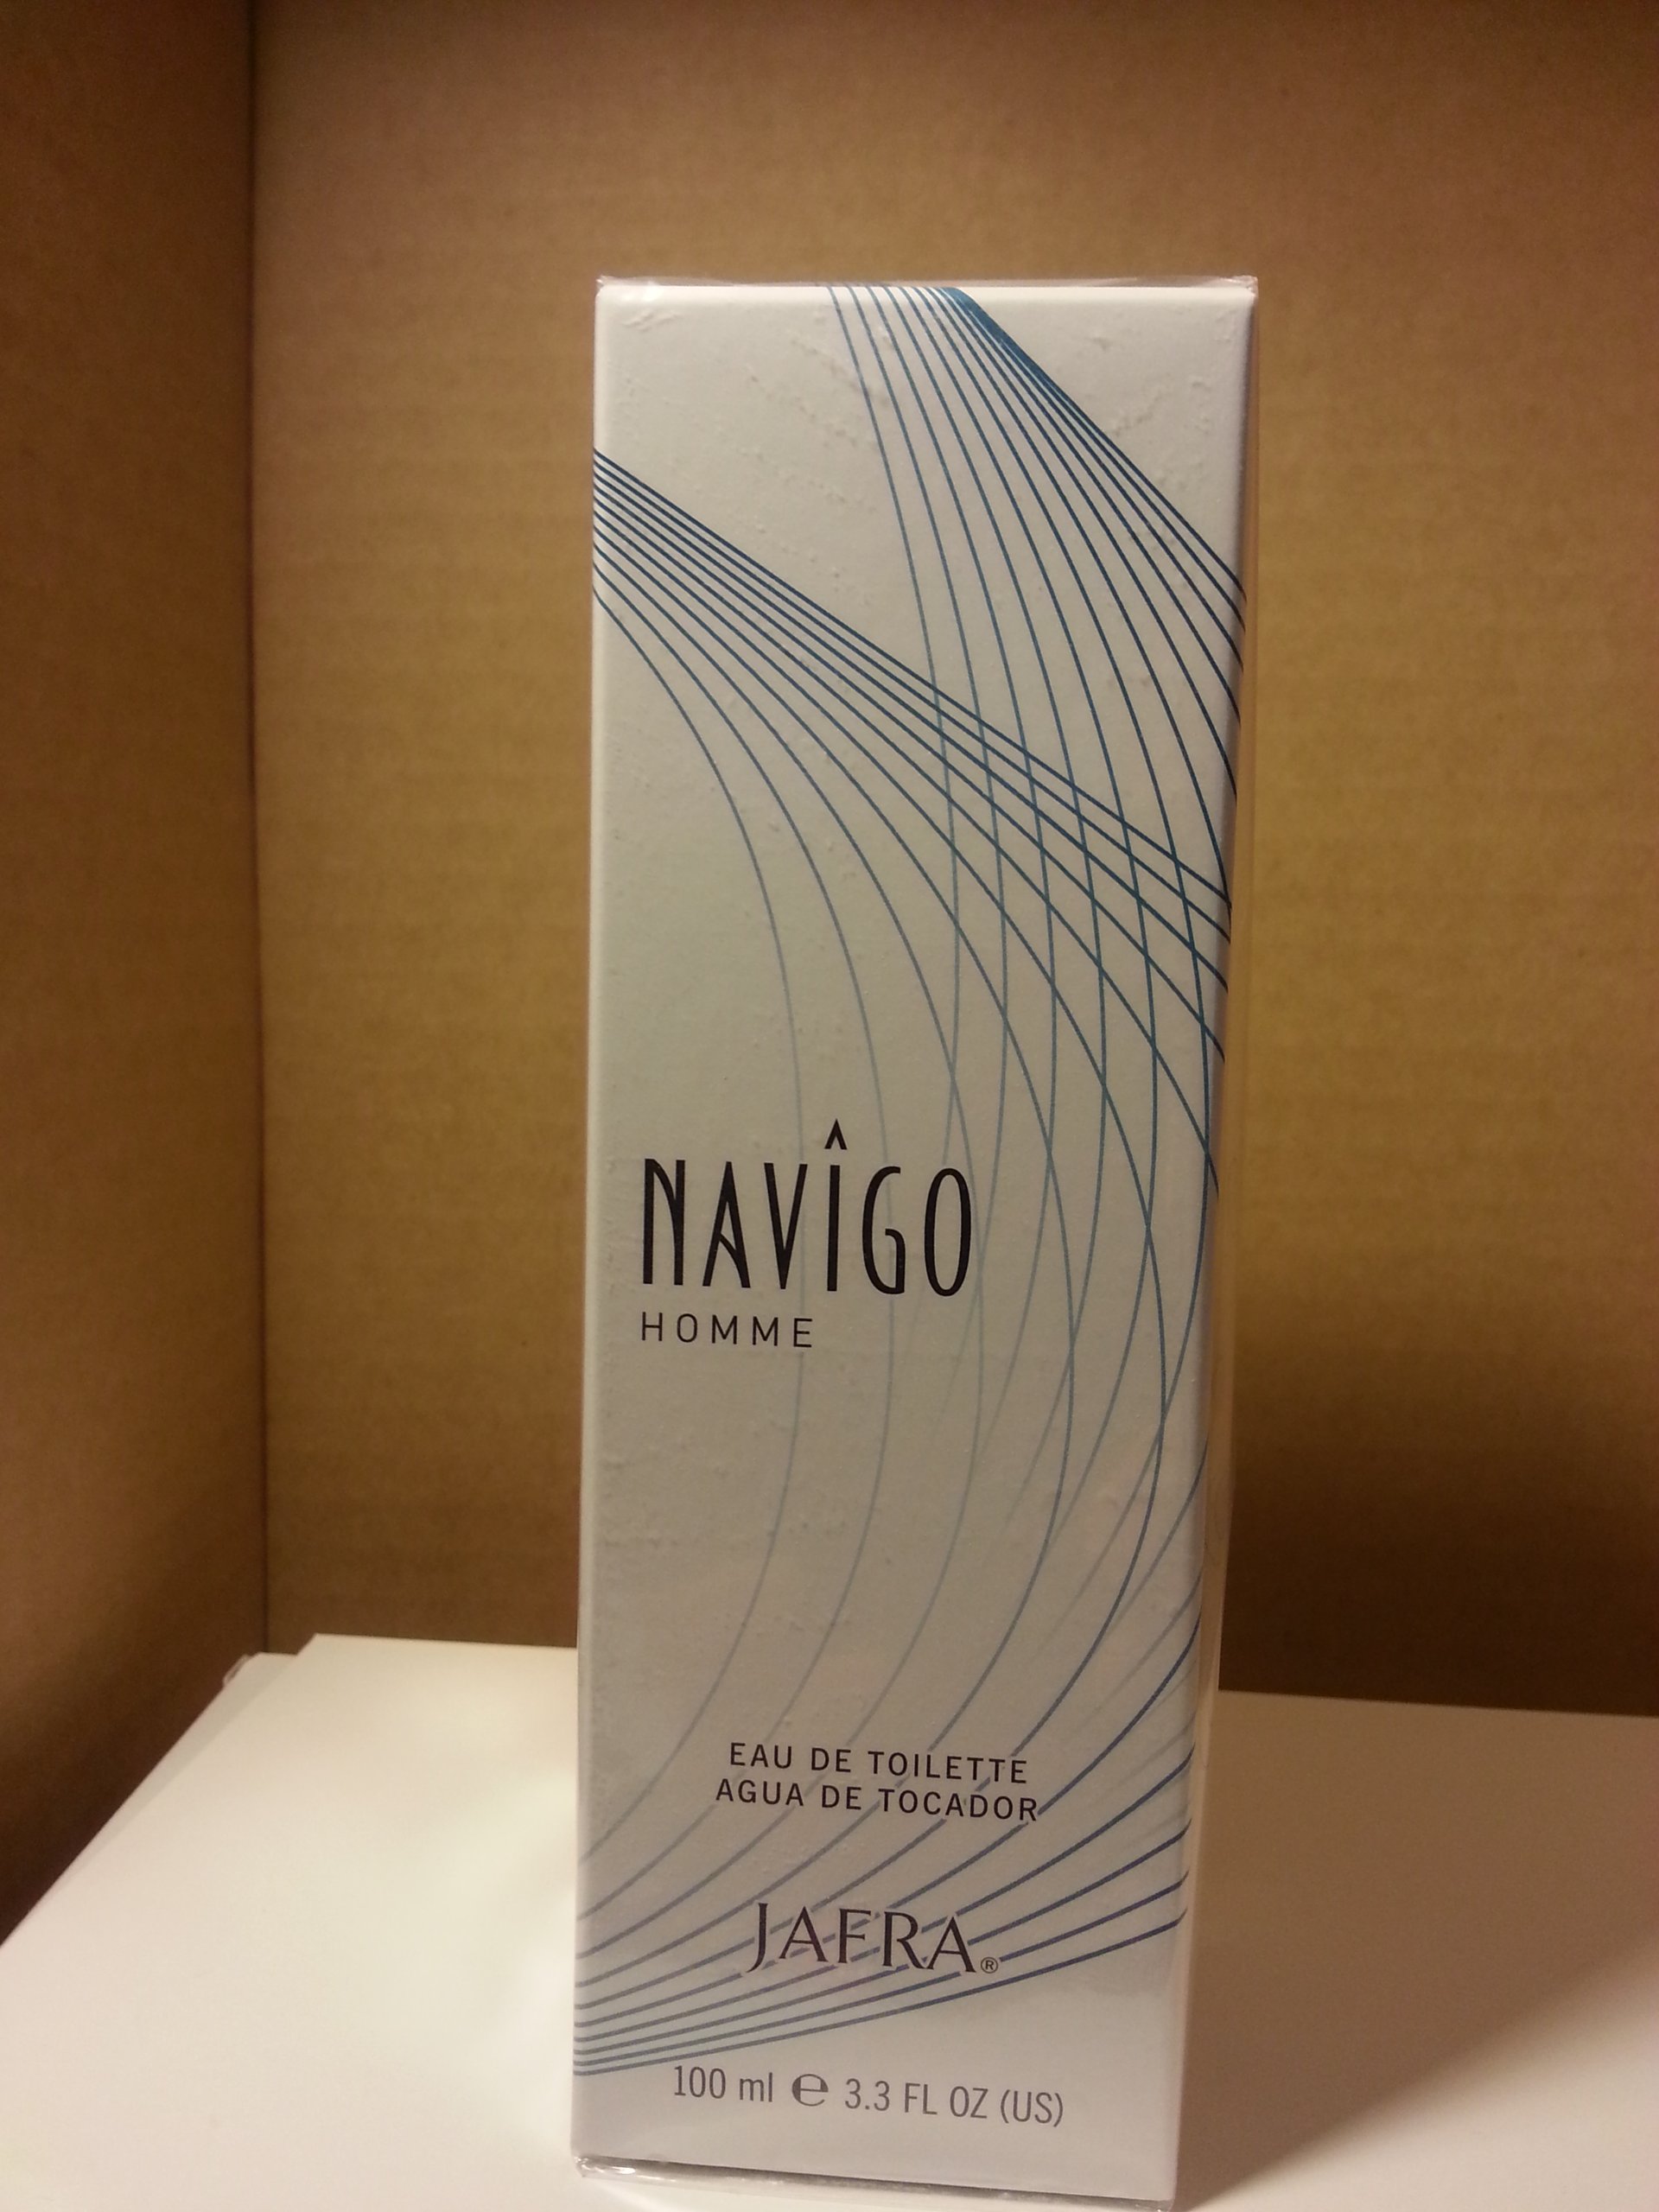 NAVÎGO
HOMME
EAU DE TOILETTE
AGUA DE TOCADOR
JAFRA®
100 ml ℮ 3.3 FL OZ (US)